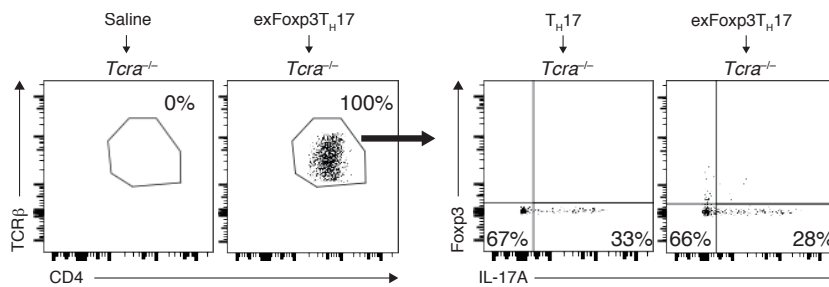 Saline
exFoxp3TH17
TH17
exFoxp3TH17
Tcra–/–
Tcra–/–
Tcra–/–
Tcra–/–
0%
100%
TCRβ
Foxp3
67%
33%
66%
28%
CD4
IL-17A